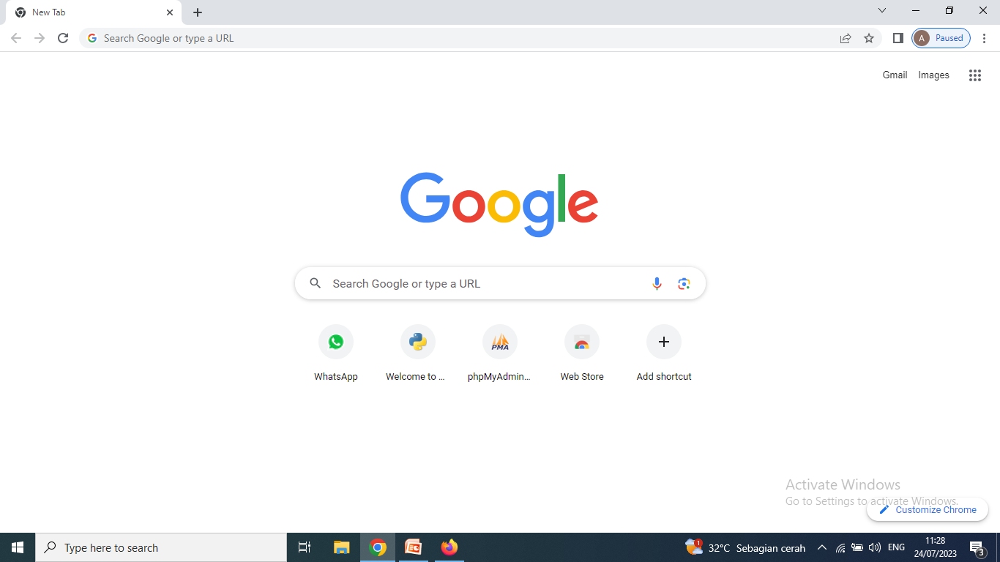 New Tab
Search Google or type a URL
A Paused
Gmail Images
Google
Search Google or type a URL
WhatsApp Welcome to ... phpMyAdmin... Web Store Add shortcut
PMA
Activate Windows
Go to Settings to activate Windows.
Customize Chrome
Type here to search
1 32°C Sebagian cerah ENG 11:28
24/07/2023
3